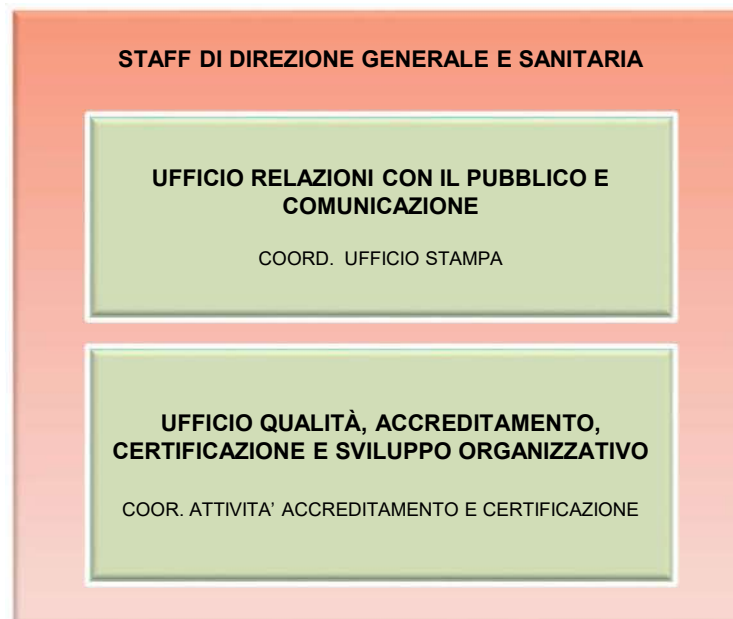 STAFF DI DIREZIONE GENERALE E SANITARIA
UFFICIO RELAZIONI CON IL PUBBLICO E
COMUNICAZIONE
COORD. UFFICIO STAMPA
UFFICIO QUALITÀ, ACCREDITAMENTO,
CERTIFICAZIONE E SVILUPPO ORGANIZZATIVO
COOR. ATTIVITA’ ACCREDITAMENTO E CERTIFICAZIONE